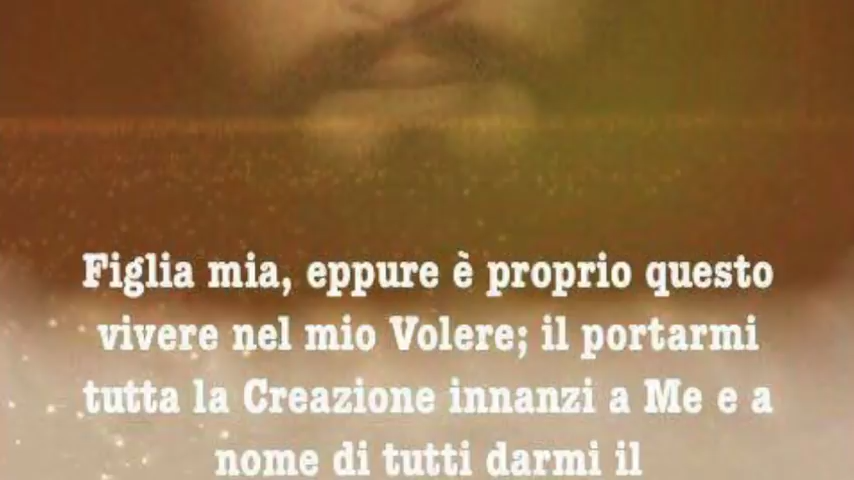 Figlia mia, eppure è proprio questo
vivere nel mio Volere; il portarmi
tutta la Creazione innanzi a Me e a
nome di tutti darmi il